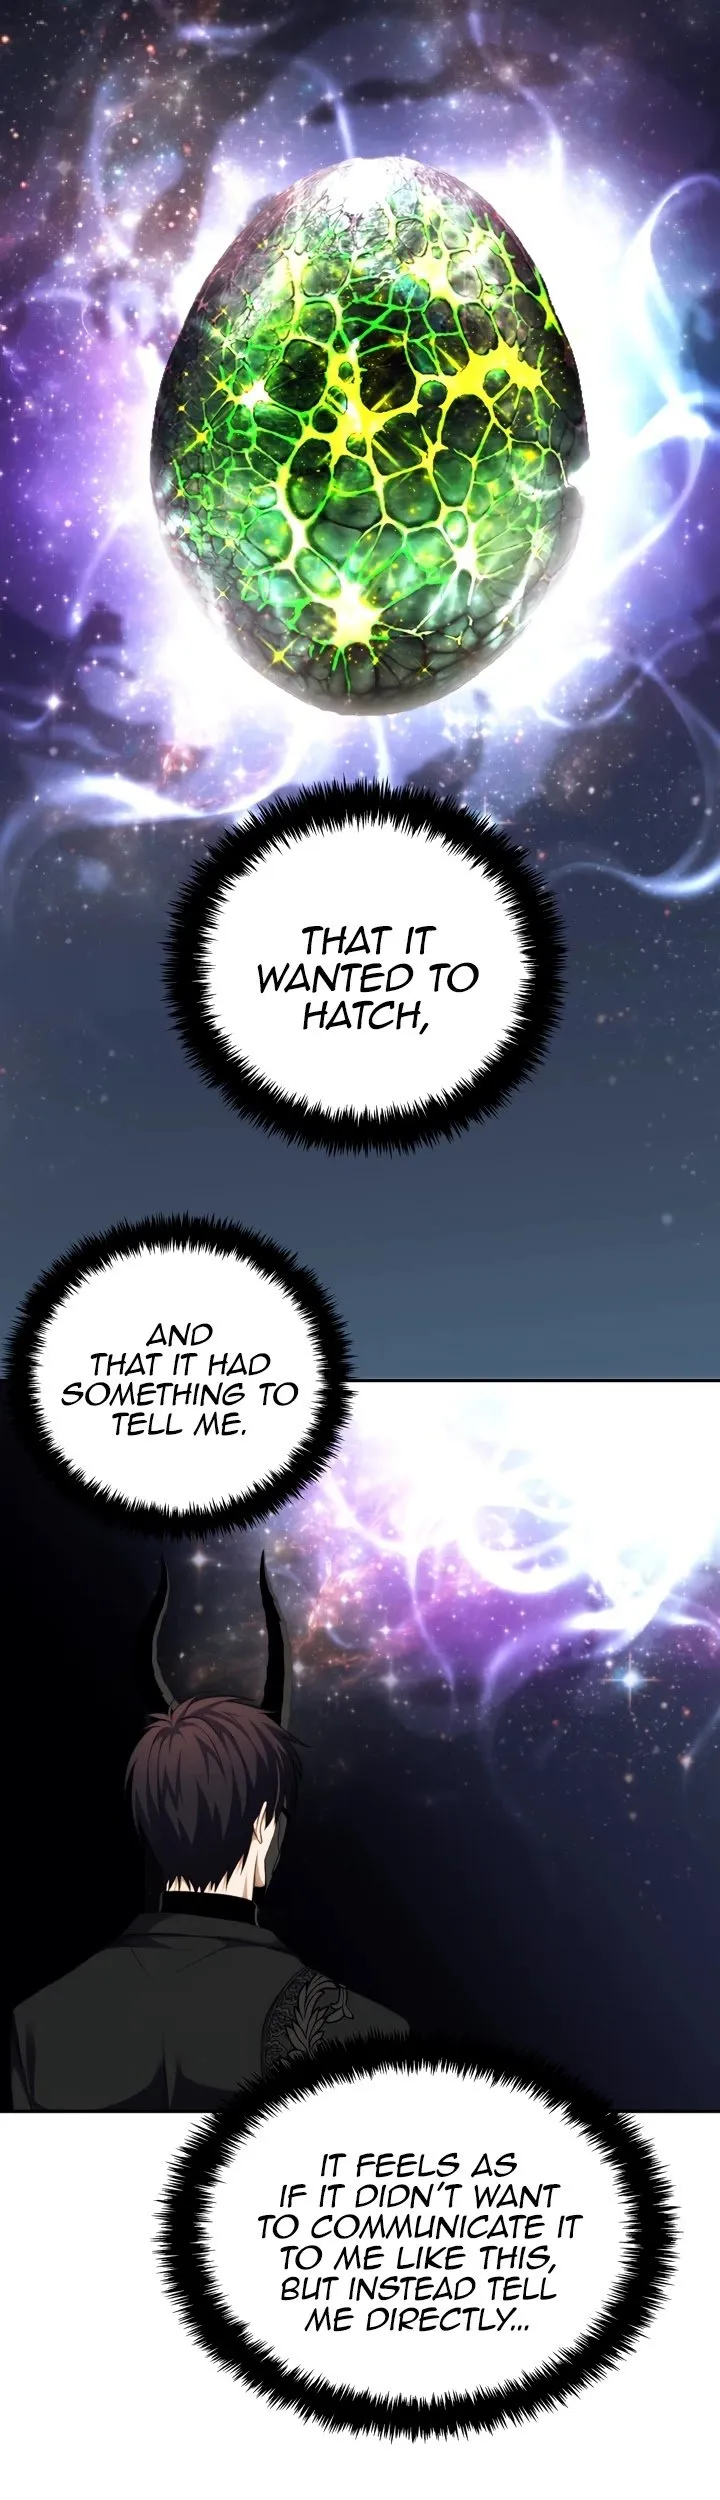 THAT IT
WANTED TO
HATCH,
AND
THAT IT HAD
SOMETHING TO
TELL ME.
IT FEELS AS
IF IT DIDN'T WANT
TO COMMUNICATE IT
TO ME LIKE THIS,
BUT INSTEAD TELL
ME DIRECTLY...